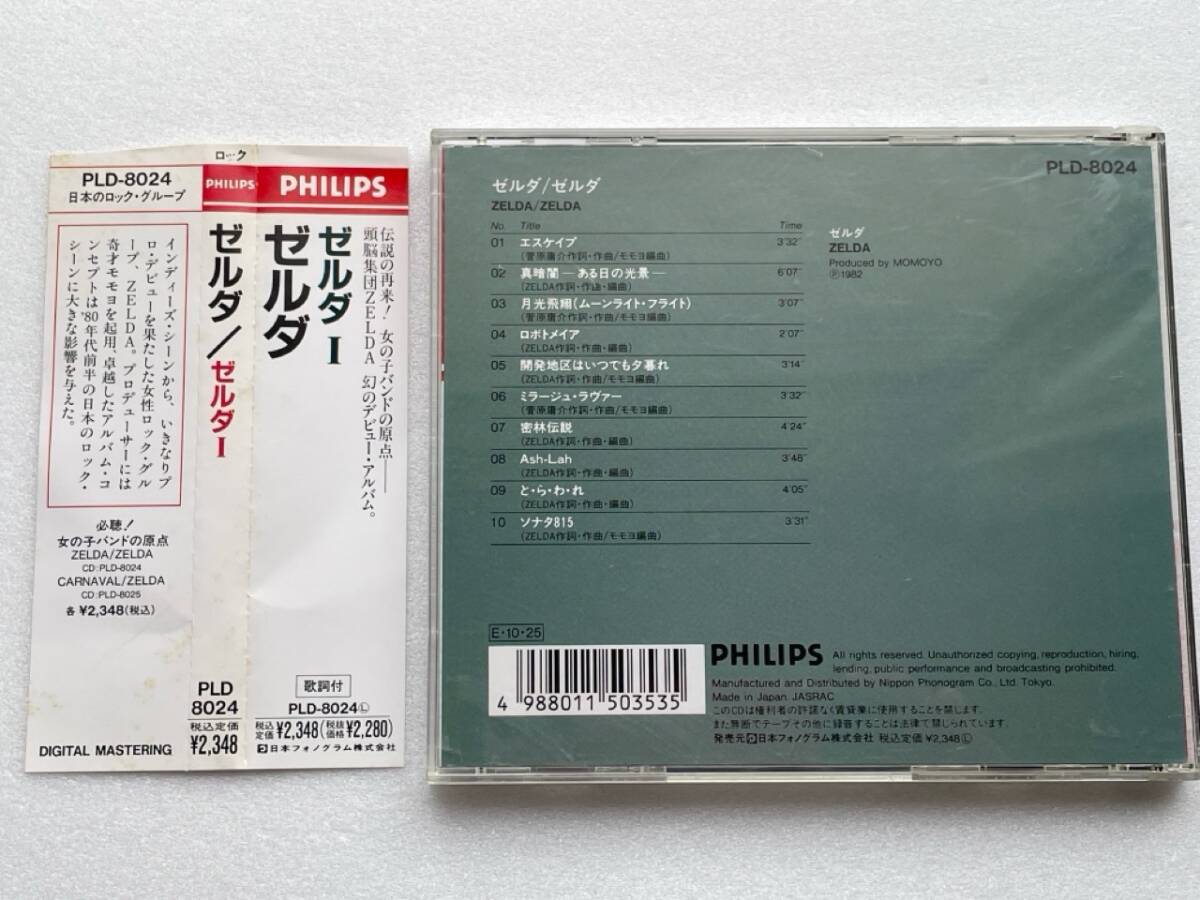 PLD-8024
日本のロック・グループ
インディーズ・シーンから、いきなりプ
ロ・デビューを果たした女性ロック・グル
ープ、ZELDA。プロデューサーには
奇才モモヨを起用、卓越したアルバム・コ
ンセプトは'80年代前半の日本のロック・
シーンに大きな影響を与えた。
必聴!
女の子バンドの原点
ZELDA/ZELDA
CD:PLD-8024
CARNAVAL/ZELDA
CD:PLD-8025
各¥2,348(税込)
DIGITAL MASTERING
ロック
PHILIPS
ゼルダ/ゼルダI
PLD
8024
税込定価
¥2,348
PHILIPS
伝説の再来! 女の子バンドの原点——
頭脳集団ZELDA 幻のデビュー・アルバム。
ゼルダI
ゼルダ
歌詞付
PLD-8024Ⓛ
税込定価¥2,348(税抜価格¥2,280)
日本フォノグラム株式会社
PLD-8024
ゼルダ/ゼルダ
ZELDA/ZELDA
No. Title Time
01 エスケイプ 3'32"
(菅原庸介作詞・作曲/モモヨ編曲)
02 真暗闇 —ある日の光景— 6'07"
(ZELDA作詞・作曲・編曲)
03 月光飛翔(ムーンライト・フライト) 3'07"
(菅原庸介作詞・作曲/モモヨ編曲)
04 ロボトメイア 2'07"
(ZELDA作詞・作曲・編曲)
05 開発地区はいつでも夕暮れ 3'14"
(ZELDA作詞・作曲/モモヨ編曲)
06 ミラージュ・ラヴァー 3'32"
(菅原庸介作詞・作曲/モモヨ編曲)
07 密林伝説 4'24"
(ZELDA作詞・作曲・編曲)
08 Ash-Lah 3'48"
(ZELDA作詞・作曲・編曲)
09 と・ら・わ・れ 4'05"
(ZELDA作詞・作曲・編曲)
10 ソナタ815 3'31"
(ZELDA作詞・作曲/モモヨ編曲)
ゼルダ
ZELDA
Produced by MOMOYO
Ⓟ1982
E・10・25
4 988011 503535
PHILIPS
All rights reserved. Unauthorized copying, reproduction, hiring,
lending, public performance and broadcasting prohibited.
Manufactured and Distributed by Nippon Phonogram Co., Ltd. Tokyo.
Made in Japan. JASRAC
このCDは権利者の許諾なく賃貸業に使用することを禁じます。
また無断でテープその他に録音することは法律で禁じられています。
発売元 日本フォノグラム株式会社 税込定価¥2,348Ⓛ